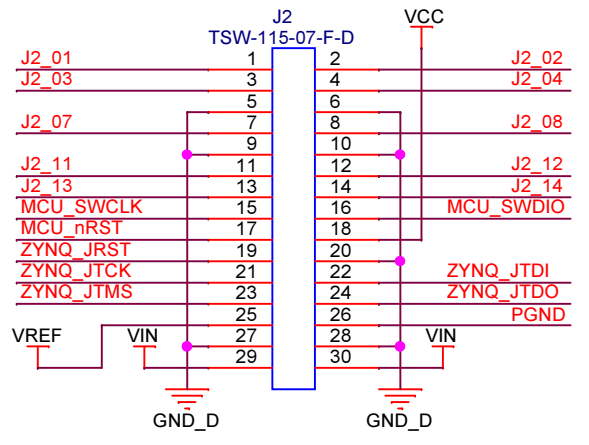 J2 VCC
TSW-115-07-F-D
J2_01 1 2 J2_02
J2_03 3 4 J2_04
5 6
J2_07 7 8 J2_08
9 10
J2_11 11 12 J2_12
J2_13 13 14 J2_14
MCU_SWCLK 15 16 MCU_SWDIO
MCU_nRST 17 18
ZYNQ_JRST 19 20
ZYNQ_JTCK 21 22 ZYNQ_JTDI
ZYNQ_JTMS 23 24 ZYNQ_JTDO
25 26 PGND
VREF VIN 27 28 VIN
29 30
GND_D GND_D